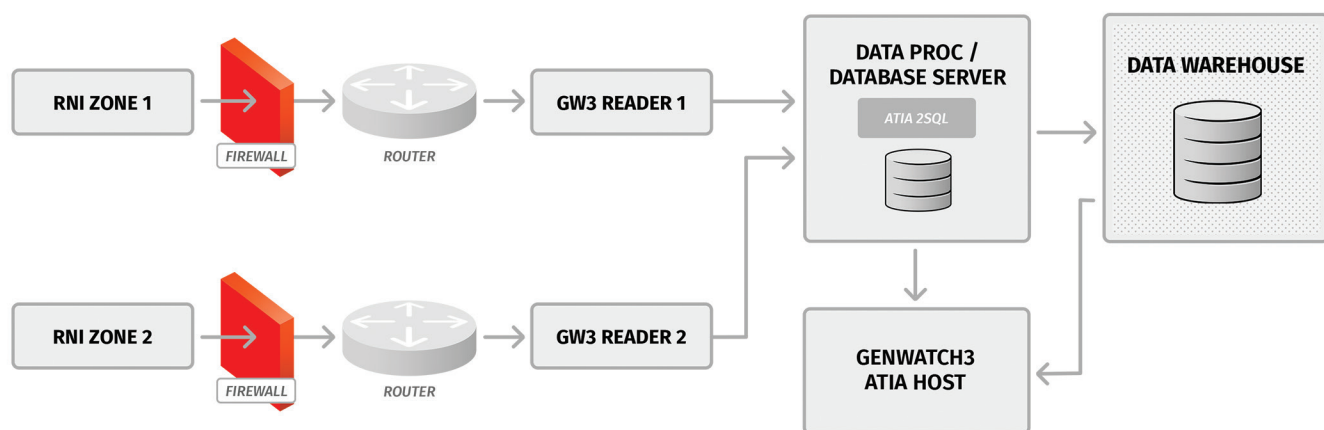 RNI ZONE 1
FIREWALL
ROUTER
GW3 READER 1
DATA PROC /
DATABASE SERVER
ATIA 2SQL
DATA WAREHOUSE
RNI ZONE 2
FIREWALL
ROUTER
GW3 READER 2
GENWATCH3
ATIA HOST